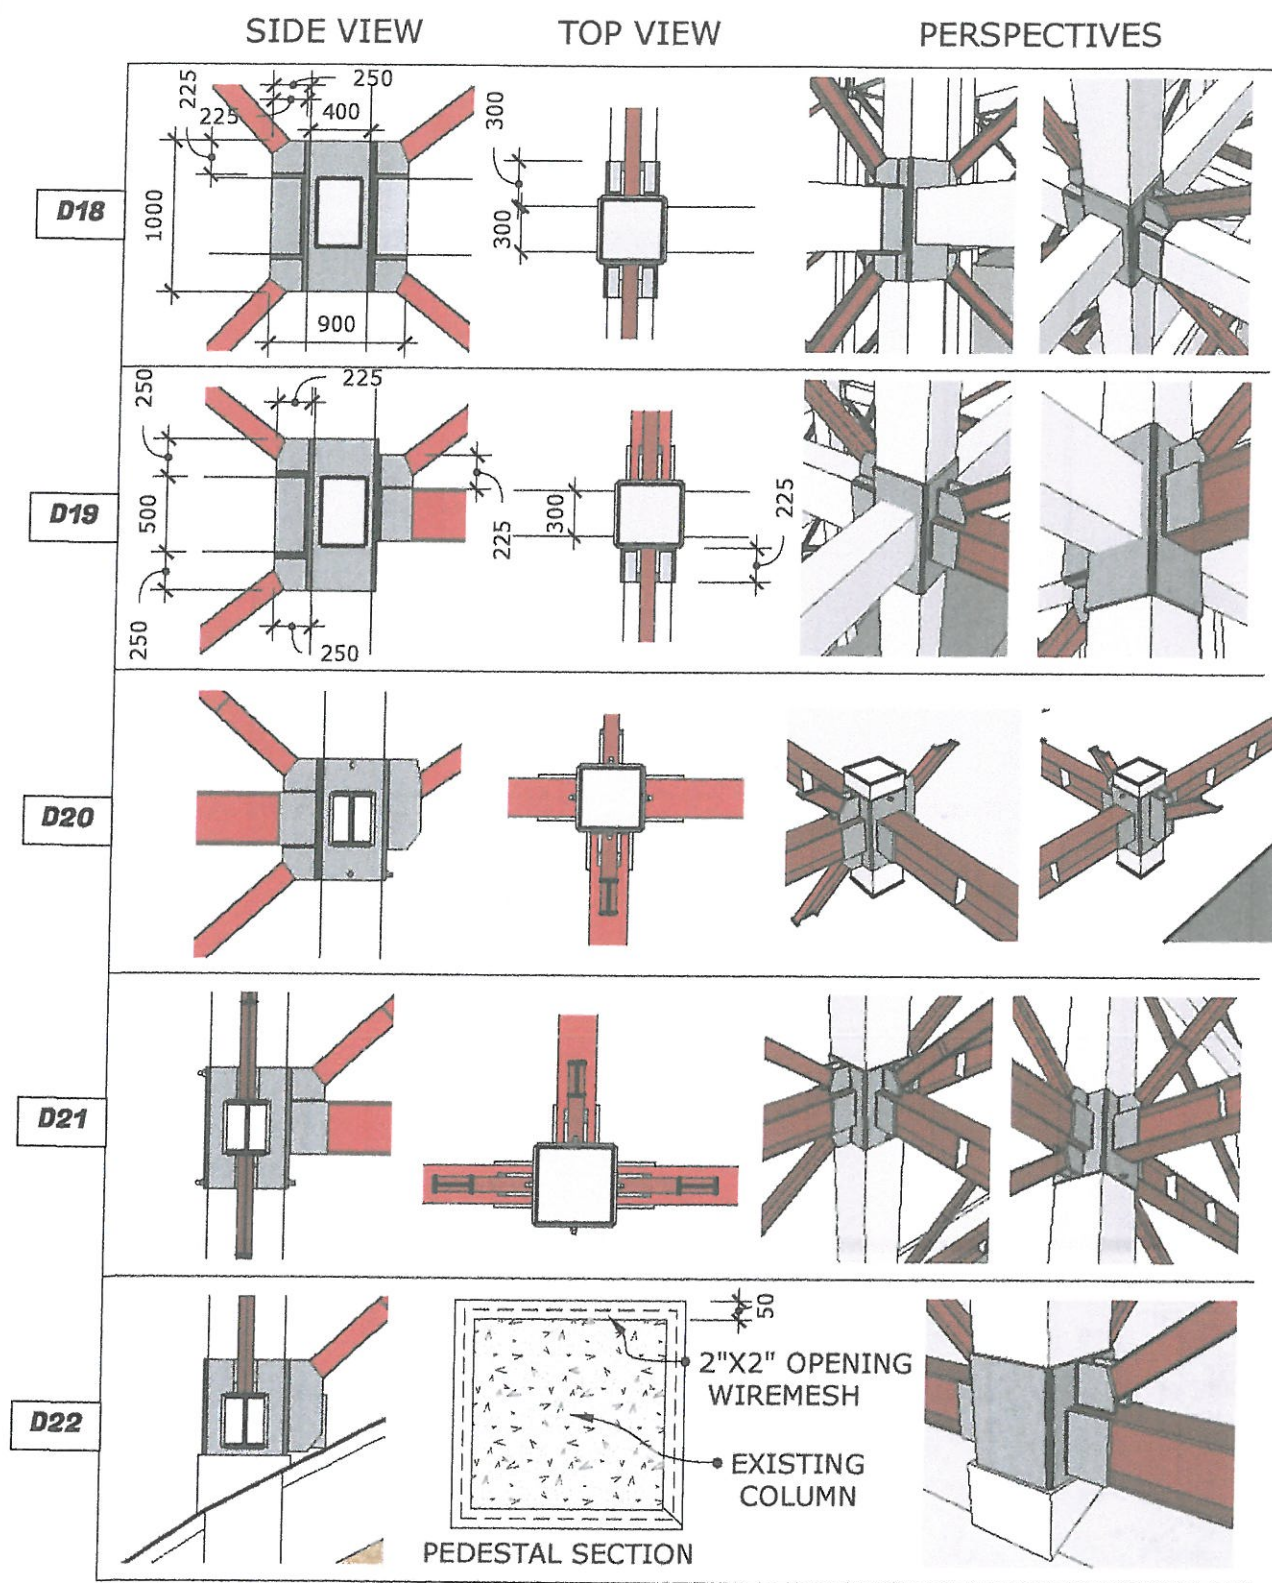 SIDE VIEW TOP VIEW PERSPECTIVES
D18
225
250
225
400
225
1000
900
300
300
D19
250
225
500
225
250
250
300
225
D20
D21
D22
50
2"X2" OPENING
WIREMESH
EXISTING
COLUMN
PEDESTAL SECTION